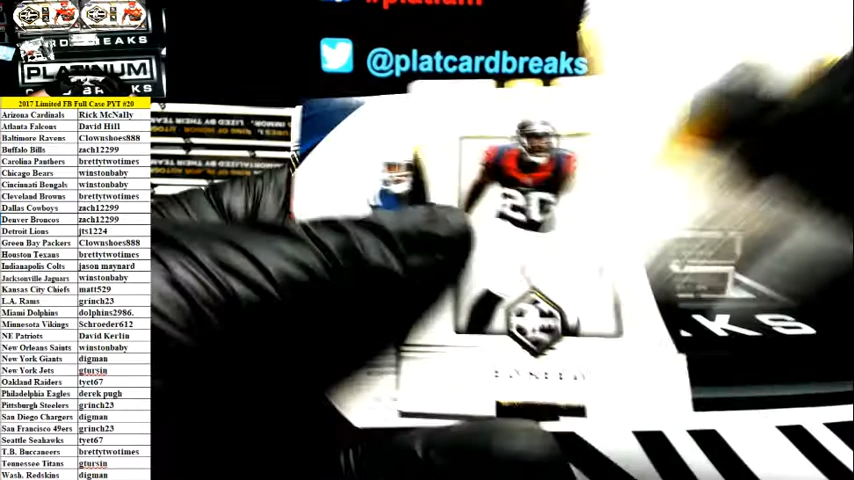 #platinum
@platcardbreaks
PLATINUM
2017 Limited FB Full Case PYT #20
Arizona Cardinals Rick McNally
Atlanta Falcons David Hill
Baltimore Ravens Clownshoes888
Buffalo Bills zach12299
Carolina Panthers brettytwotimes
Chicago Bears winstonbaby
Cincinnati Bengals winstonbaby
Cleveland Browns brettytwotimes
Dallas Cowboys zach12299
Denver Broncos zach12299
Detroit Lions jts1224
Green Bay Packers Clownshoes888
Houston Texans brettytwotimes
Indianapolis Colts jason maynard
Jacksonville Jaguars winstonbaby
Kansas City Chiefs matt529
L.A. Rams grinch23
Miami Dolphins dolphins2986.
Minnesota Vikings Schroeder612
NE Patriots David Kerlin
New Orleans Saints winstonbaby
New York Giants digman
New York Jets gtursin
Oakland Raiders tyet67
Philadelphia Eagles derek pugh
Pittsburgh Steelers grinch23
San Diego Chargers digman
San Francisco 49ers grinch23
Seattle Seahawks tyet67
T.B. Buccaneers brettytwotimes
Tennessee Titans gtursin
Wash. Redskins digman
20